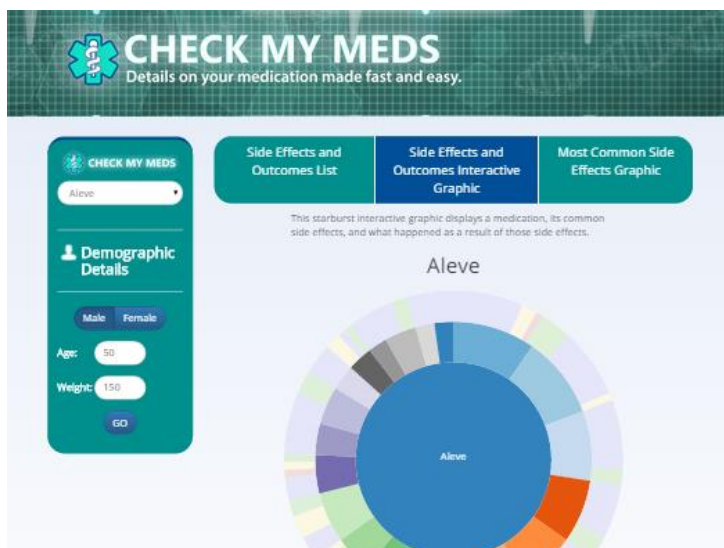 CHECK MY MEDS
Details on your medication made fast and easy.
CHECK MY MEDS
Aleve
Demographic
Details
Male Female
Age: 50
Weight: 150
GO
Side Effects and
Outcomes List
Side Effects and
Outcomes Interactive
Graphic
Most Common Side
Effects Graphic
This starburst interactive graphic displays a medication, its common
side effects, and what happened as a result of those side effects.
Aleve
Aleve